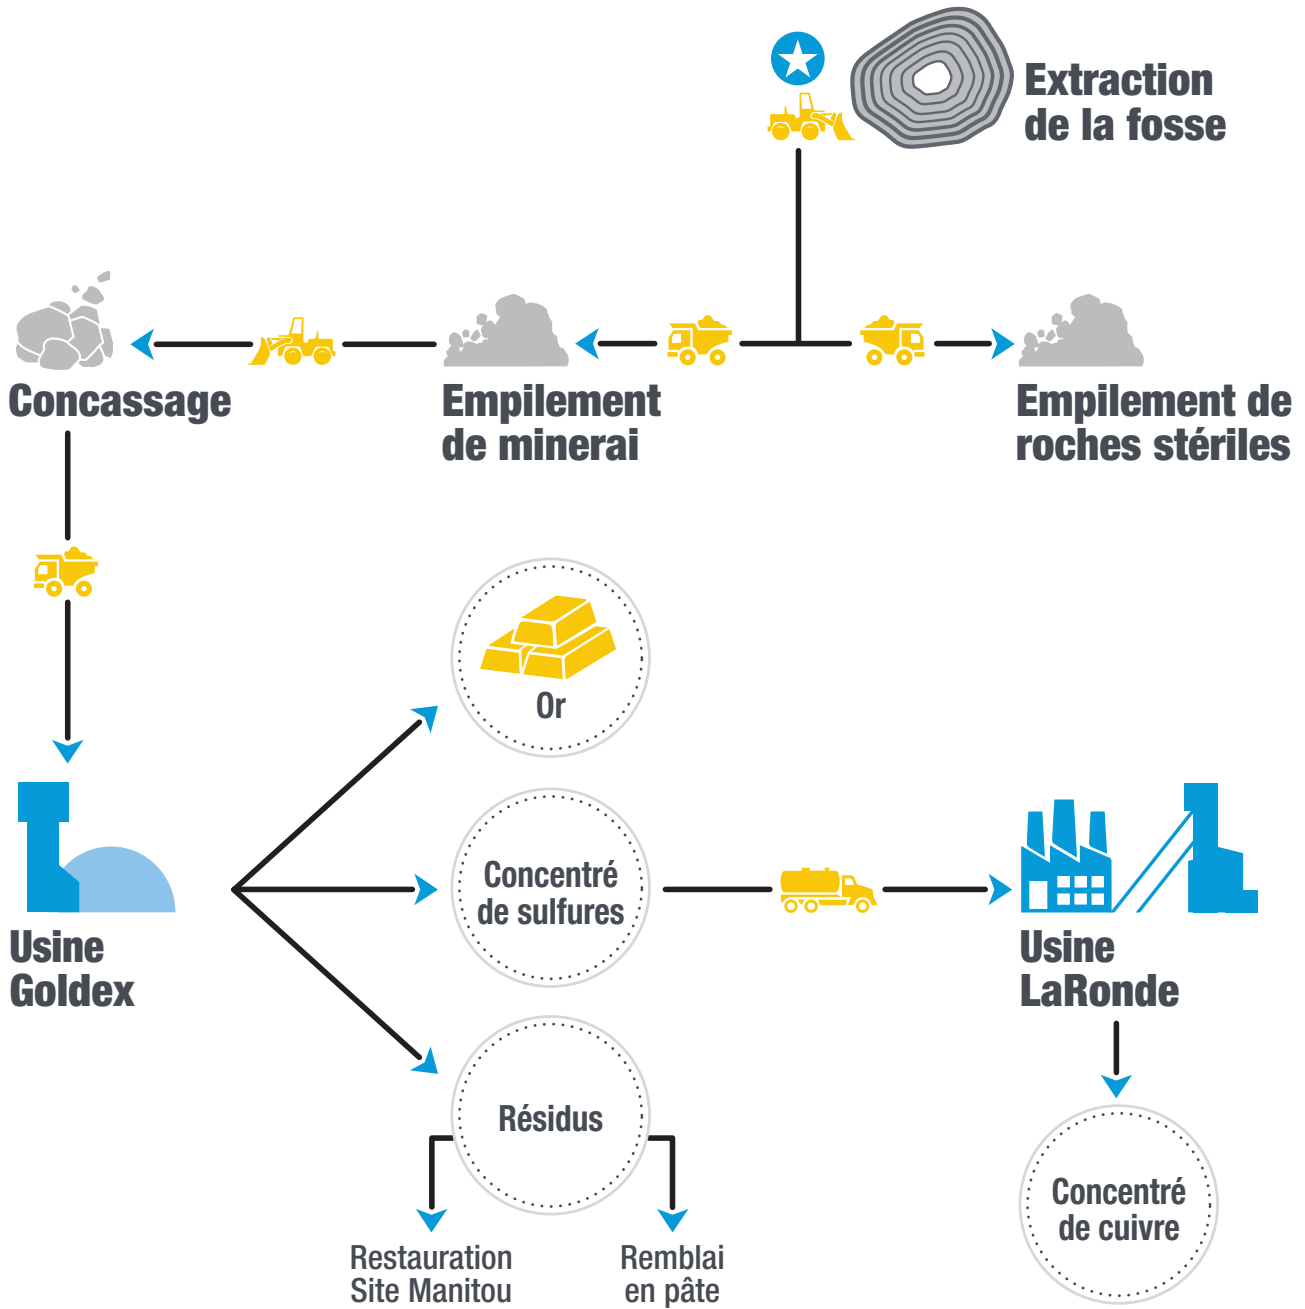 Extraction
de la fosse
Concassage
Empilement
de minerai
Empilement de
roches stériles
Or
Usine
Goldex
Concentré
de sulfures
Usine
LaRonde
Résidus
Restauration
Site Manitou
Remblai
en pâte
Concentré
de cuivre